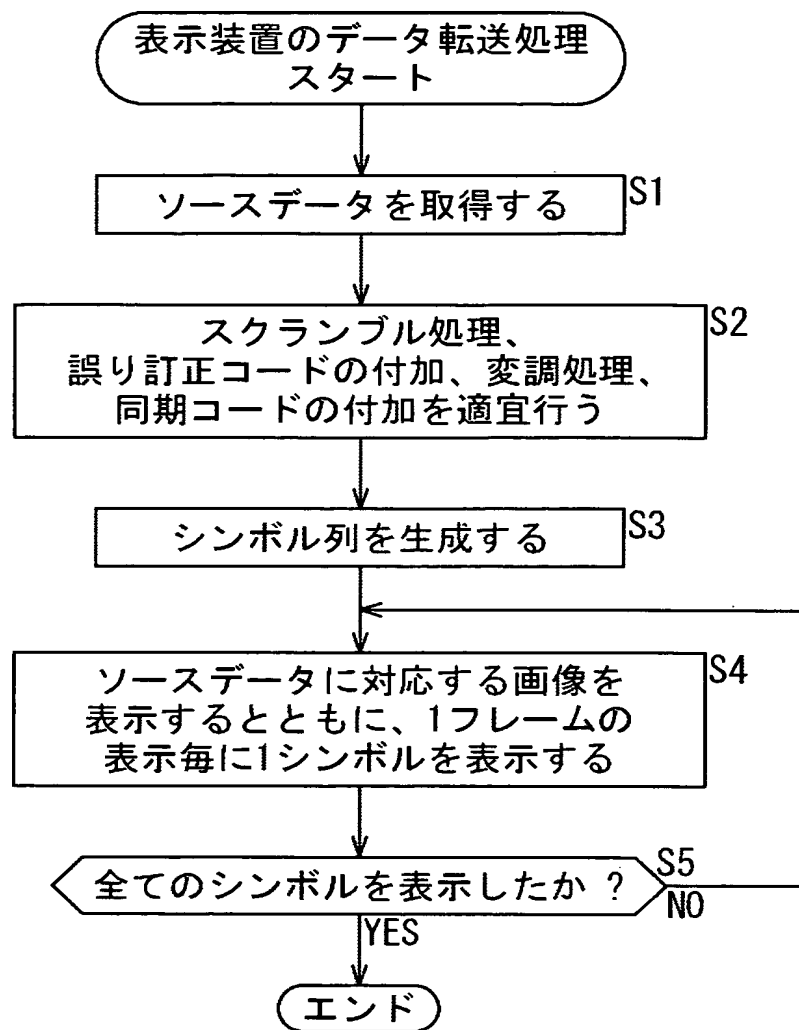 表示装置のデータ転送処理
スタート
ソースデータを取得する
S1
スクランブル処理、
誤り訂正コードの付加、変調処理、
同期コードの付加を適宜行う
S2
シンボル列を生成する
S3
ソースデータに対応する画像を
表示するとともに、1フレームの
表示毎に1シンボルを表示する
S4
全てのシンボルを表示したか ?
S5
NO
YES
エンド